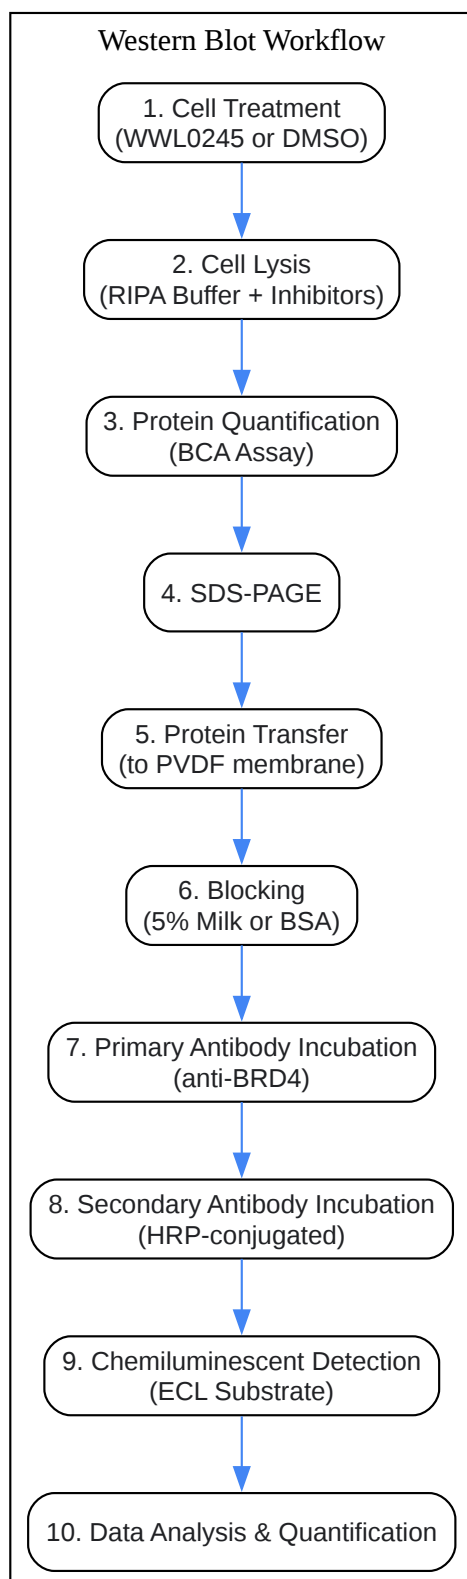 Western Blot Workflow
1. Cell Treatment
(WWL0245 or DMSO)
2. Cell Lysis
(RIPA Buffer + Inhibitors)
3. Protein Quantification
(BCA Assay)
4. SDS-PAGE
5. Protein Transfer
(to PVDF membrane)
6. Blocking
(5% Milk or BSA)
7. Primary Antibody Incubation
(anti-BRD4)
8. Secondary Antibody Incubation
(HRP-conjugated)
9. Chemiluminescent Detection
(ECL Substrate)
10. Data Analysis & Quantification